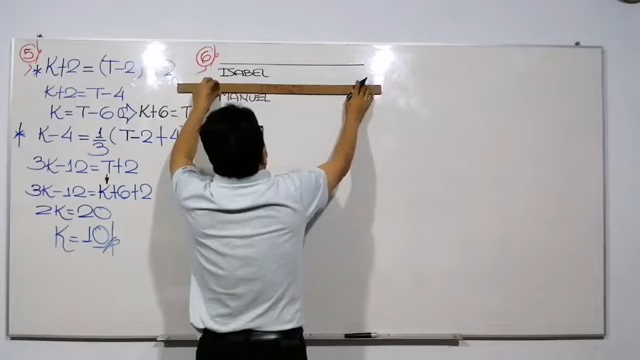 5
* K+2 = (T-2) 2
K+2 = T-4
K = T-6 ⇨ K+6 = T
* K-4 = 1/3 (T-2+4
3K-12 = T+2
3K-12 = K+6+2
2K = 20
K = 10
6
ISABEL
MANUEL